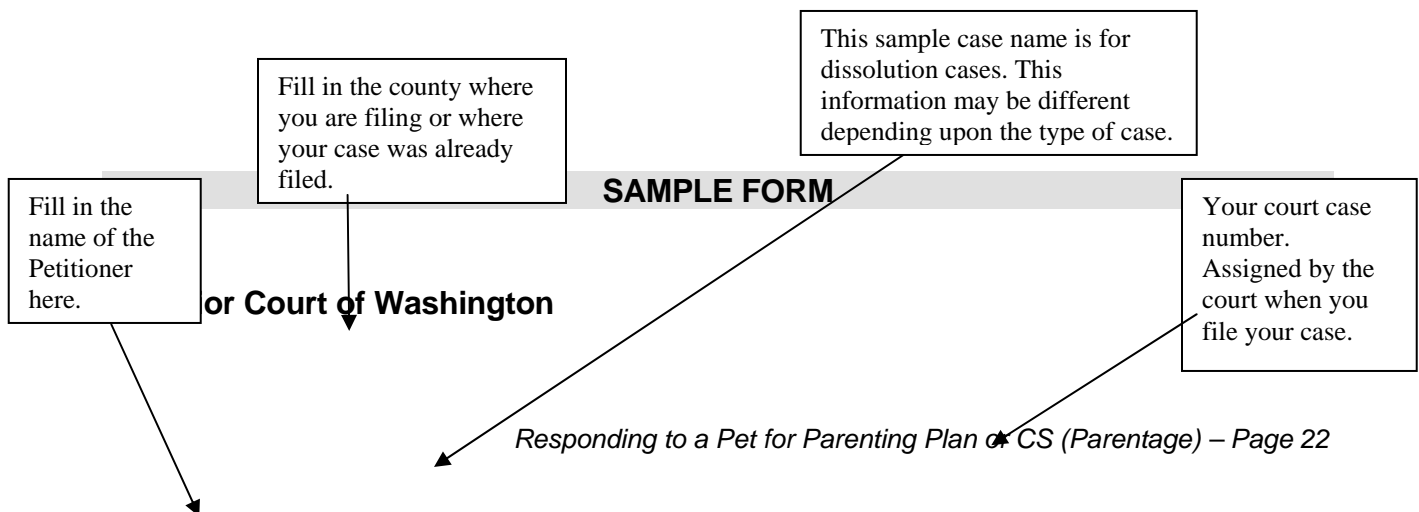 This sample case name is for
dissolution cases. This
information may be different
depending upon the type of case.
Fill in the county where
you are filing or where
your case was already
filed.
SAMPLE FORM
Fill in the
name of the
Petitioner
here.
Your court case
number.
Assigned by the
court when you
file your case.
or Court of Washington
Responding to a Pet for Parenting Plan or CS (Parentage) – Page 22